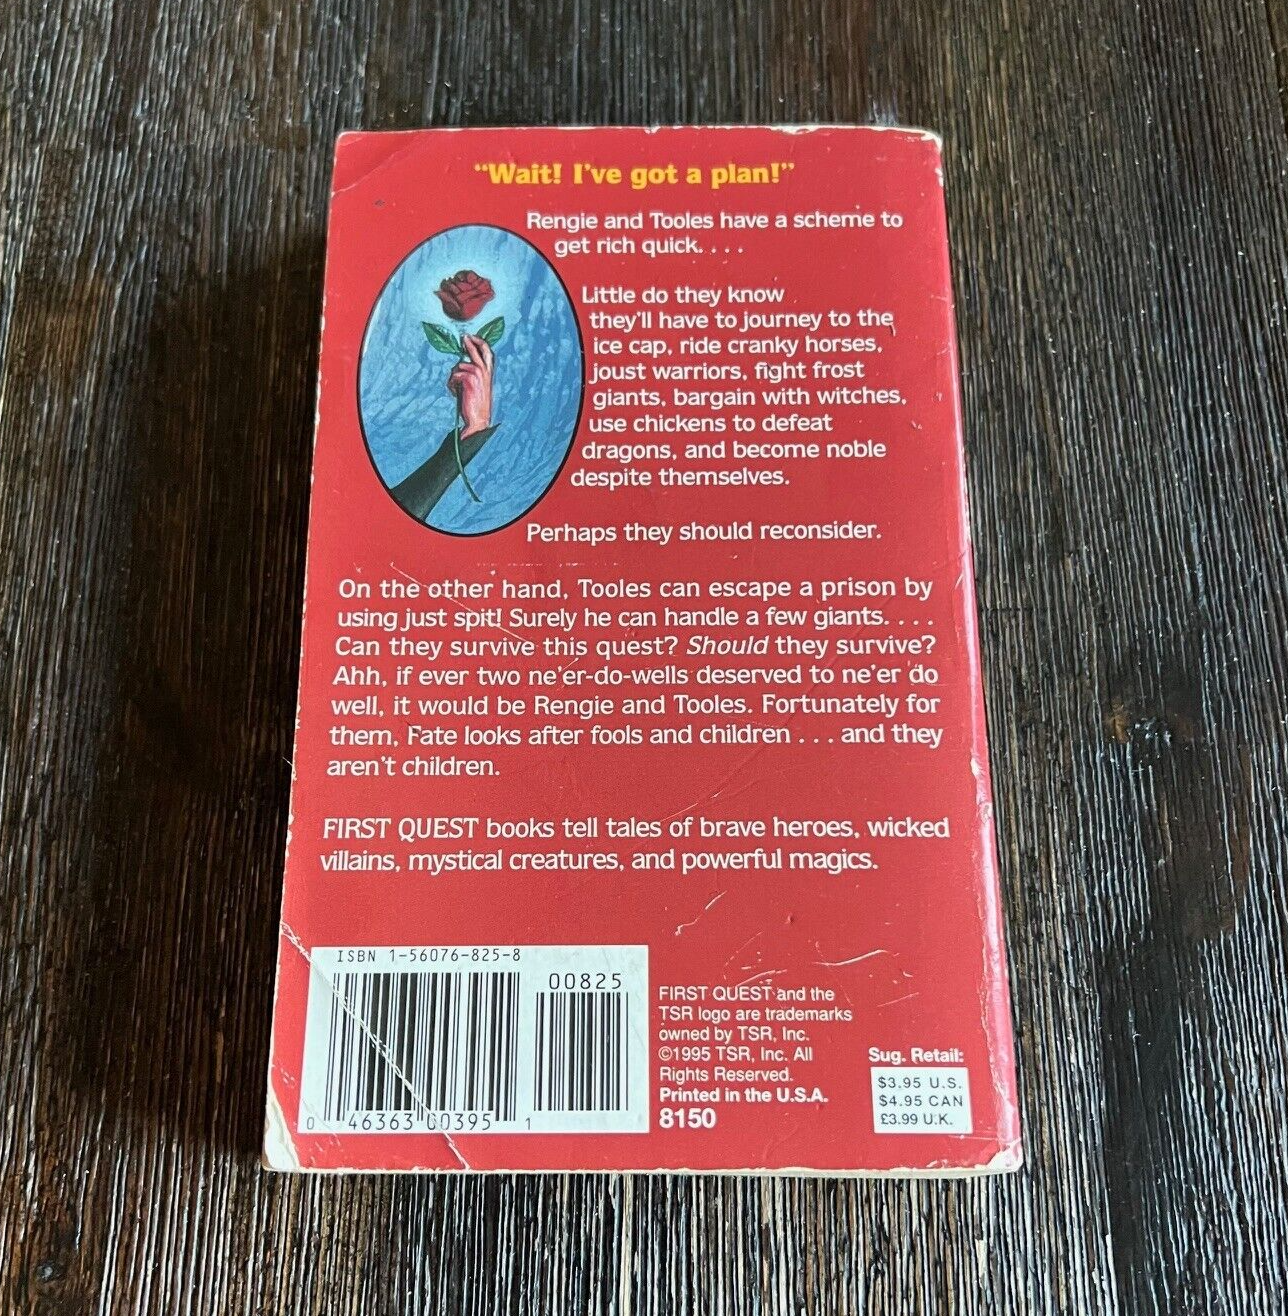 “Wait! I’ve got a plan!”
Rengie and Tooles have a scheme to
get rich quick. . . .
Little do they know
they’ll have to journey to the
ice cap, ride cranky horses,
joust warriors, fight frost
giants, bargain with witches,
use chickens to defeat
dragons, and become noble
despite themselves.
Perhaps they should reconsider.
On the other hand, Tooles can escape a prison by
using just spit! Surely he can handle a few giants. . . .
Can they survive this quest? Should they survive?
Ahh, if ever two ne’er-do-wells deserved to ne’er do
well, it would be Rengie and Tooles. Fortunately for
them, Fate looks after fools and children . . . and they
aren’t children.
FIRST QUEST books tell tales of brave heroes, wicked
villains, mystical creatures, and powerful magics.
ISBN 1-56076-825-8
00825
0 46363 00395 1
FIRST QUEST and the
TSR logo are trademarks
owned by TSR, Inc.
©1995 TSR, Inc. All
Rights Reserved.
Printed in the U.S.A.
8150
Sug. Retail:
$3.95 U.S.
$4.95 CAN
£3.99 U.K.